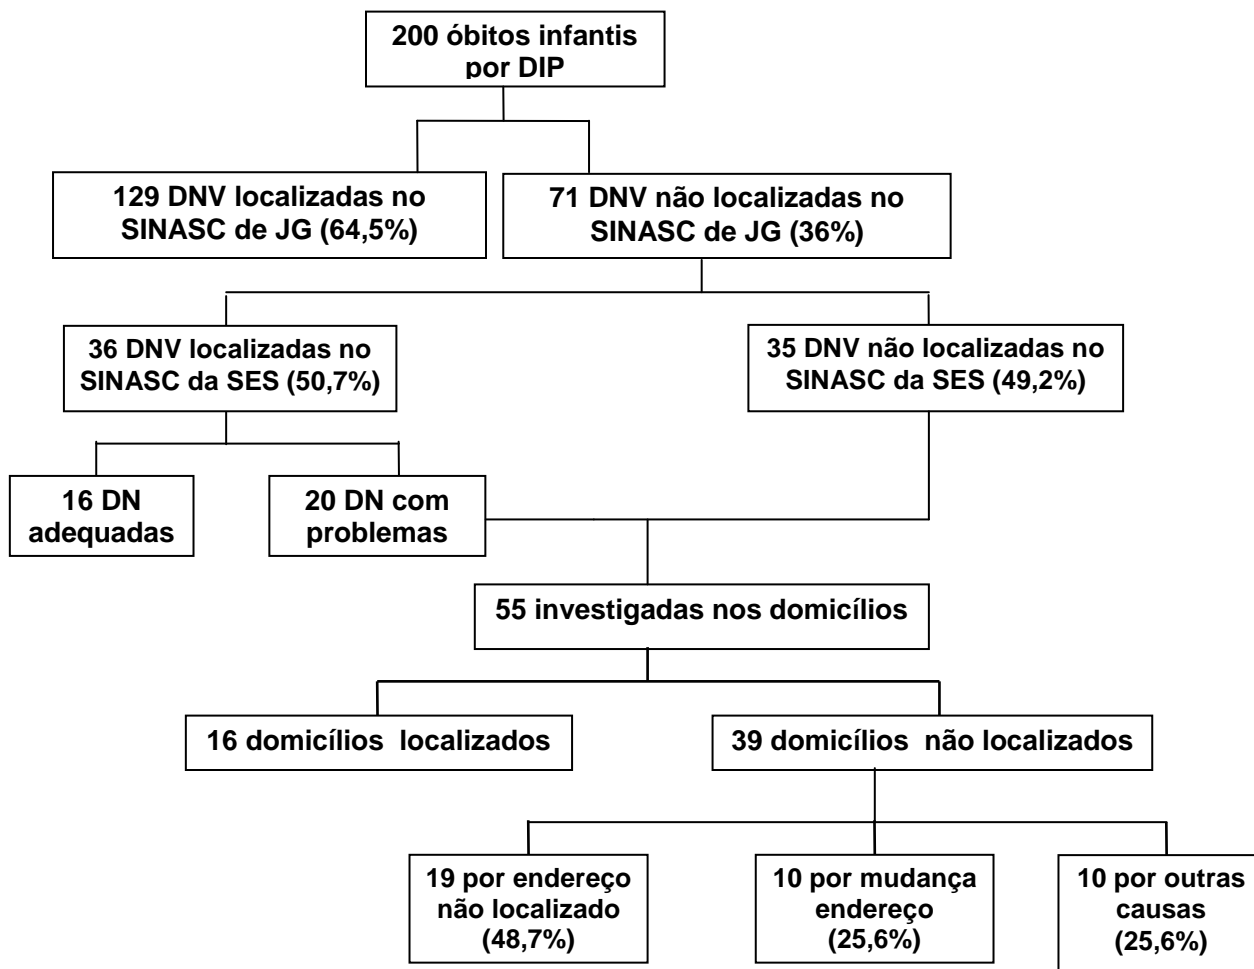 200 óbitos infantis
por DIP
129 DNV localizadas no
SINASC de JG (64,5%)
71 DNV não localizadas no
SINASC de JG (36%)
36 DNV localizadas no
SINASC da SES (50,7%)
35 DNV não localizadas no
SINASC da SES (49,2%)
16 DN
adequadas
20 DN com
problemas
55 investigadas nos domicílios
16 domicílios localizados
39 domicílios não localizados
19 por endereço
não localizado
(48,7%)
10 por mudança
endereço
(25,6%)
10 por outras
causas
(25,6%)